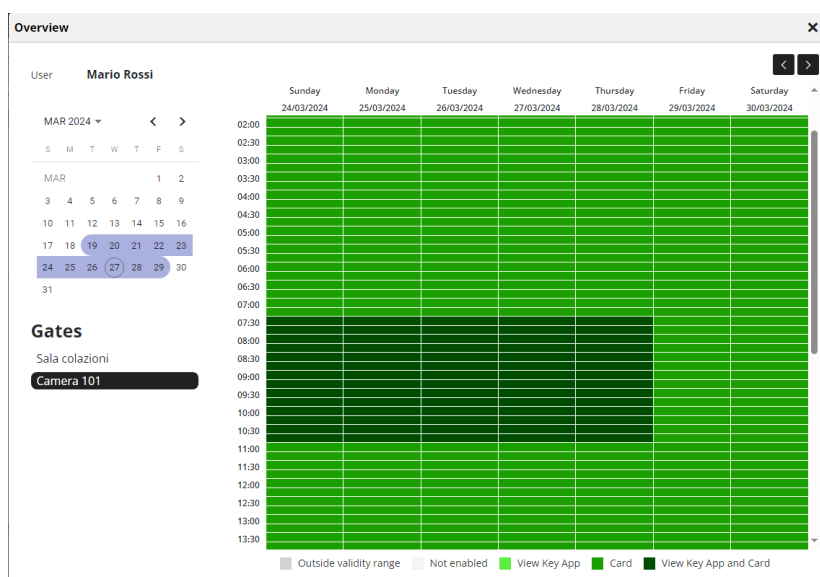 Overview
User Mario Rossi
MAR 2024
S M T W T F S
MAR 1 2
3 4 5 6 7 8 9
10 11 12 13 14 15 16
17 18 19 20 21 22 23
24 25 26 27 28 29 30
31
Gates
Sala colazioni
Camera 101
Sunday Monday Tuesday Wednesday Thursday Friday Saturday
24/03/2024 25/03/2024 26/03/2024 27/03/2024 28/03/2024 29/03/2024 30/03/2024
02:00
02:30
03:00
03:30
04:00
04:30
05:00
05:30
06:00
06:30
07:00
07:30
08:00
08:30
09:00
09:30
10:00
10:30
11:00
11:30
12:00
12:30
13:00
13:30
Outside validity range Not enabled View Key App Card View Key App and Card